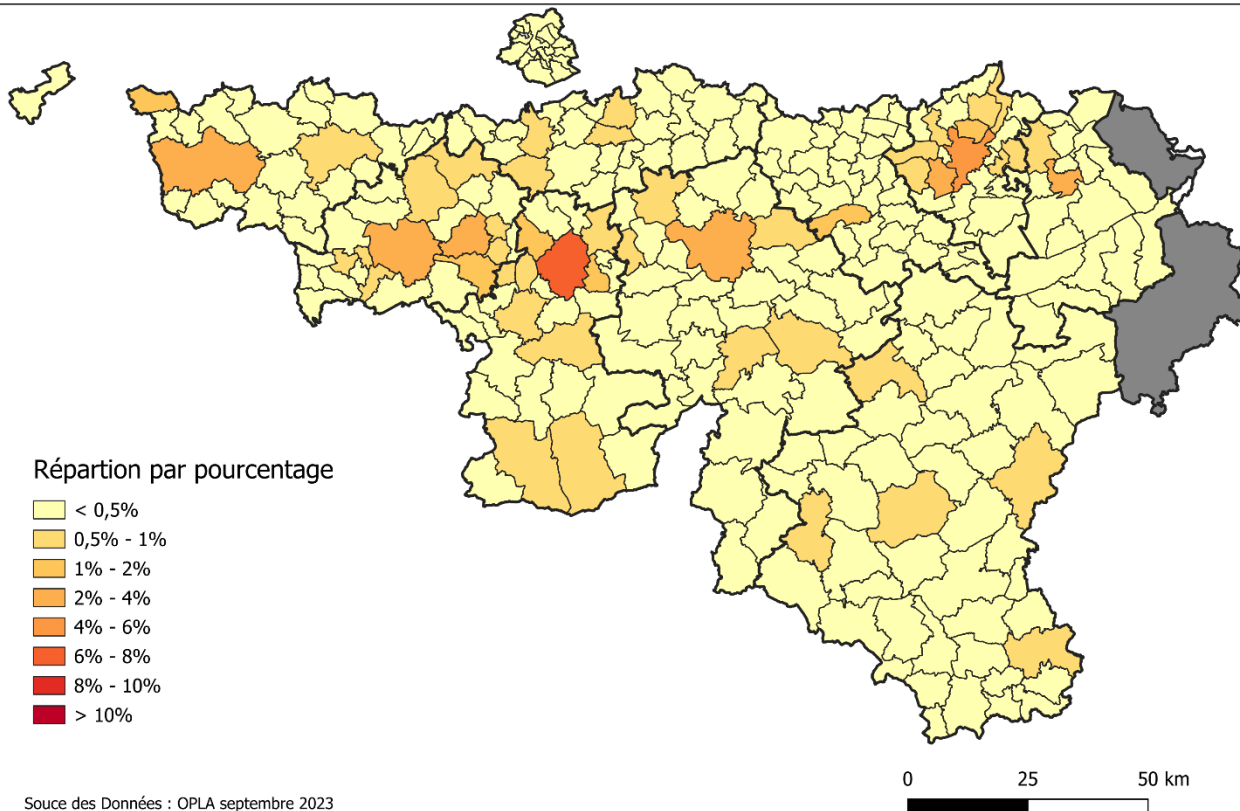 Répartion par pourcentage
< 0,5%
0,5% - 1%
1% - 2%
2% - 4%
4% - 6%
6% - 8%
8% - 10%
> 10%
0 25 50 km
Souce des Données : OPLA septembre 2023